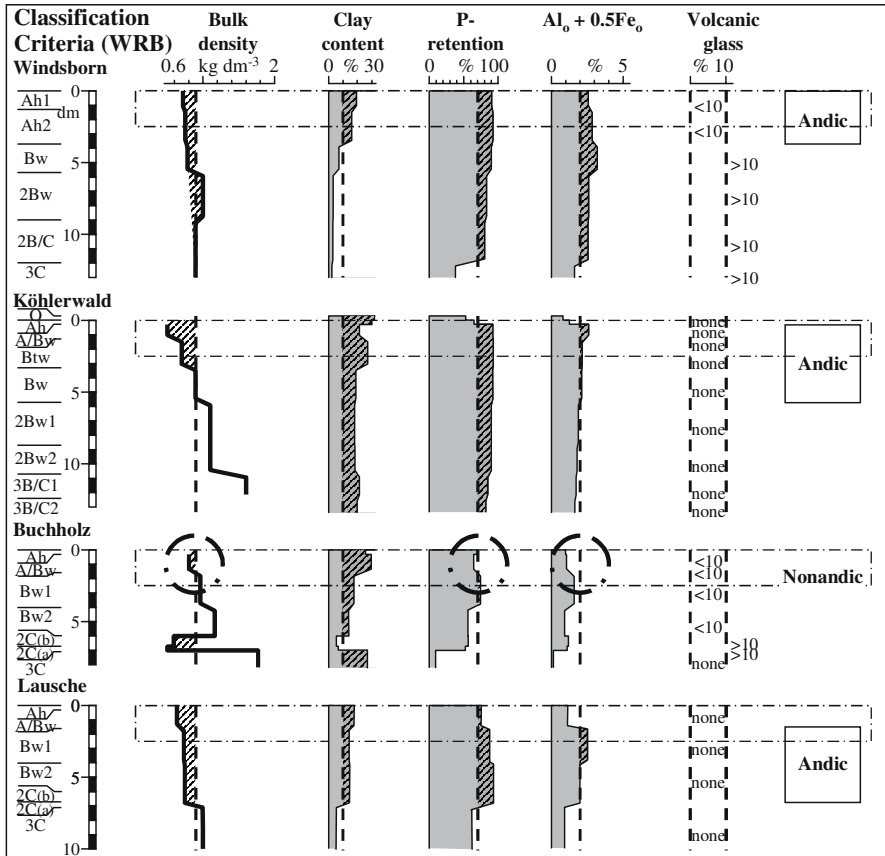 Classification Bulk Clay P- Alo + 0.5Feo Volcanic
Criteria (WRB) density content retention glass
Windsborn 0.6 kg dm-3 2 0 % 30 0 % 100 0 % 5 % 10
Ah1 0 <10
dm
Ah2 <10 Andic
Bw 5 >10
2Bw >10
2B/C 10 >10
3C >10
Köhlerwald
O 0 none
Ah none
A/Bw none
Btw none
Bw 5 none Andic
2Bw1 none
2Bw2 10 none
3B/C1 none
3B/C2 none
Buchholz
Ah 0 <10
A/Bw <10 Nonandic
Bw1 <10
Bw2 5 <10
2C(b) >10
2C(a) >10
3C none
Lausche
Ah 0 none
A/Bw
Bw1 none Andic
Bw2 5 none
2C(b)
2C(a)
3C none
10